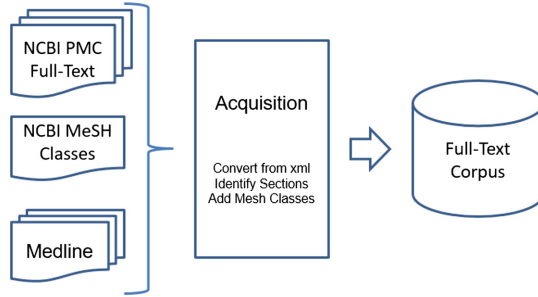 NCBI PMC
Full-Text
NCBI MeSH
Classes
Medline
Acquisition
Convert from xml
Identify Sections
Add Mesh Classes
Full-Text
Corpus